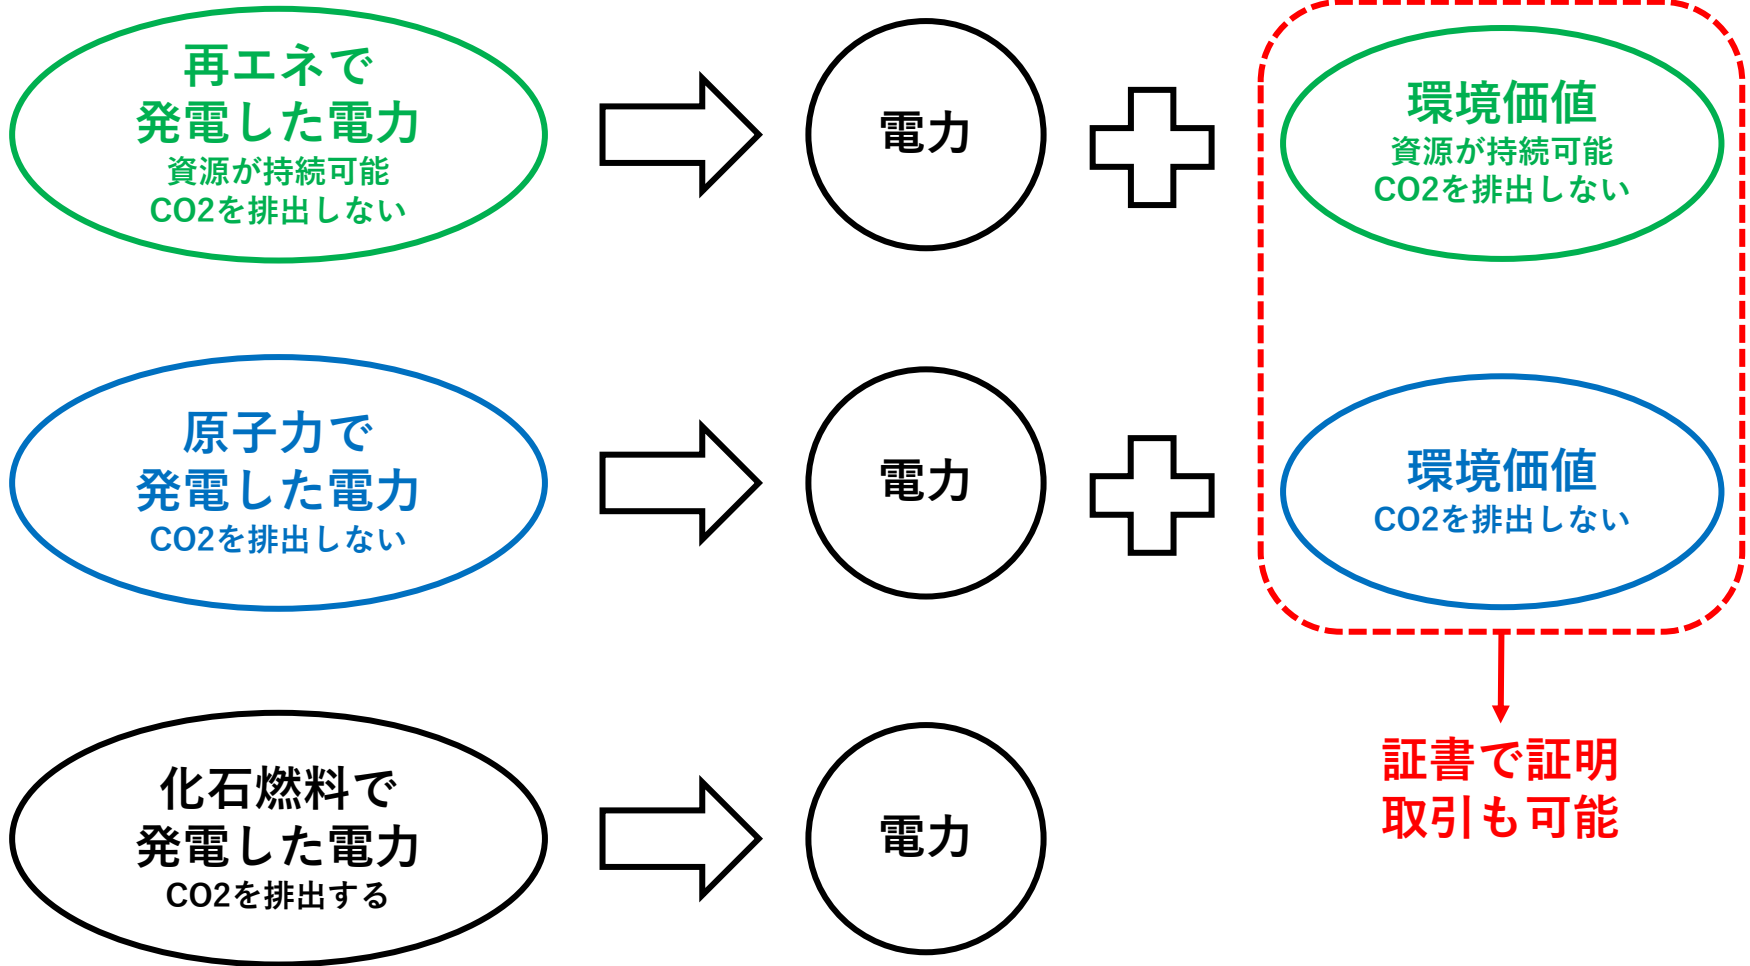 再エネで
発電した電力
資源が持続可能
CO2を排出しない
電力
環境価値
資源が持続可能
CO2を排出しない
原子力で
発電した電力
CO2を排出しない
電力
環境価値
CO2を排出しない
化石燃料で
発電した電力
CO2を排出する
電力
証書で証明
取引も可能